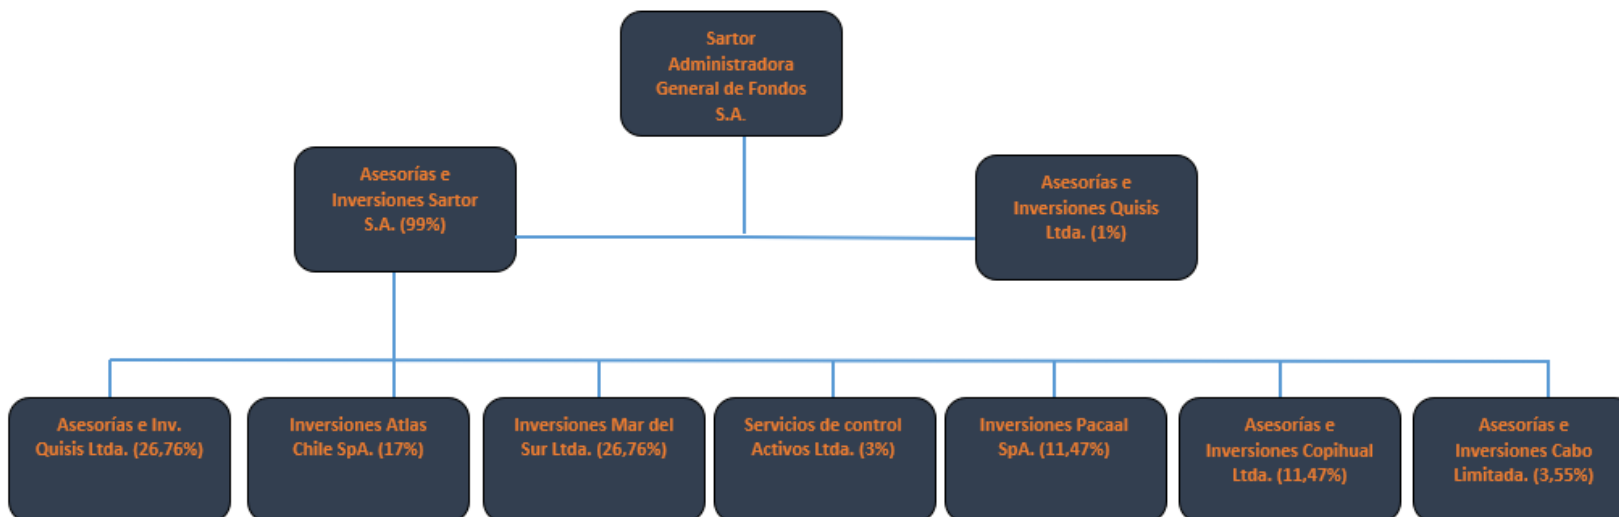 Sartor
Administradora
General de Fondos
S.A.
Asesorías e
Inversiones Sartor
S.A. (99%)
Asesorías e
Inversiones Quisis
Ltda. (1%)
Asesorías e Inv.
Quisis Ltda. (26,76%)
Inversiones Atlas
Chile SpA. (17%)
Inversiones Mar del
Sur Ltda. (26,76%)
Servicios de control
Activos Ltda. (3%)
Inversiones Pacaal
SpA. (11,47%)
Asesorías e
Inversiones Copihual
Ltda. (11,47%)
Asesorías e
Inversiones Cabo
Limitada. (3,55%)